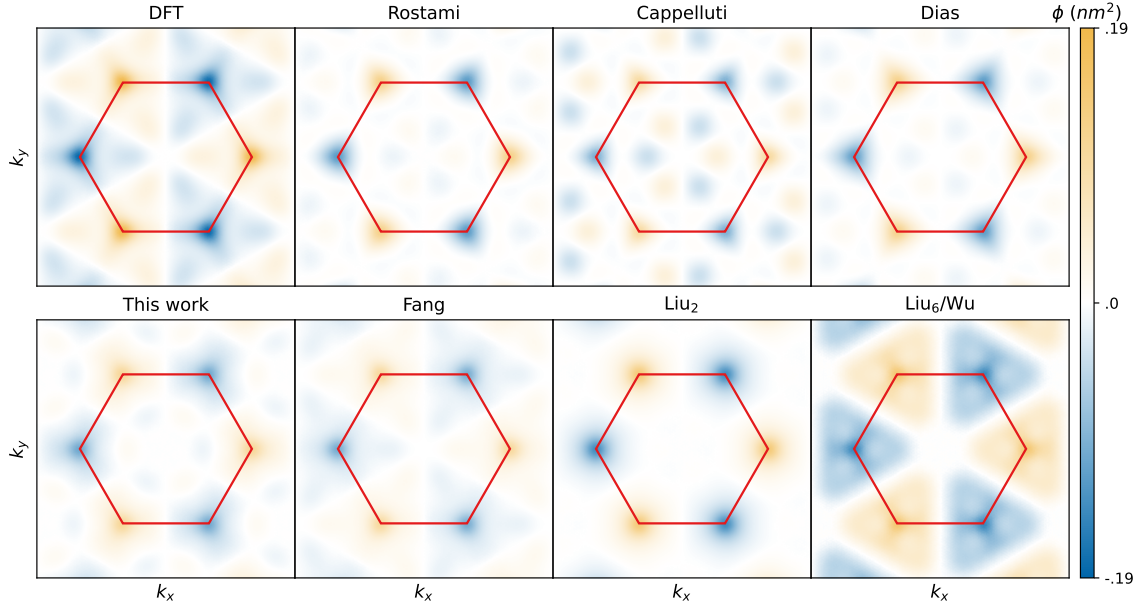 DFT
Rostami
Cappelluti
Dias
ϕ (nm²)
.19
.0
-.19
k_y
This work
Fang
Liu₂
Liu₆/Wu
k_y
k_x
k_x
k_x
k_x